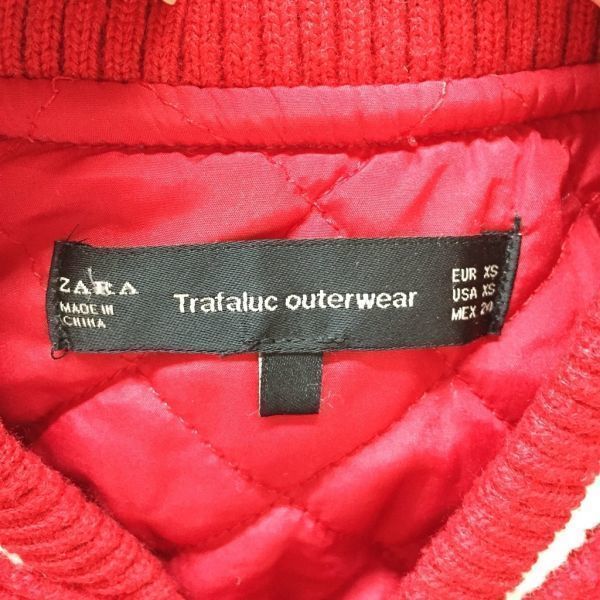 ZARA
MADE IN
CHINA
Trafaluc outerwear
EUR XS
USA XS
MEX 20